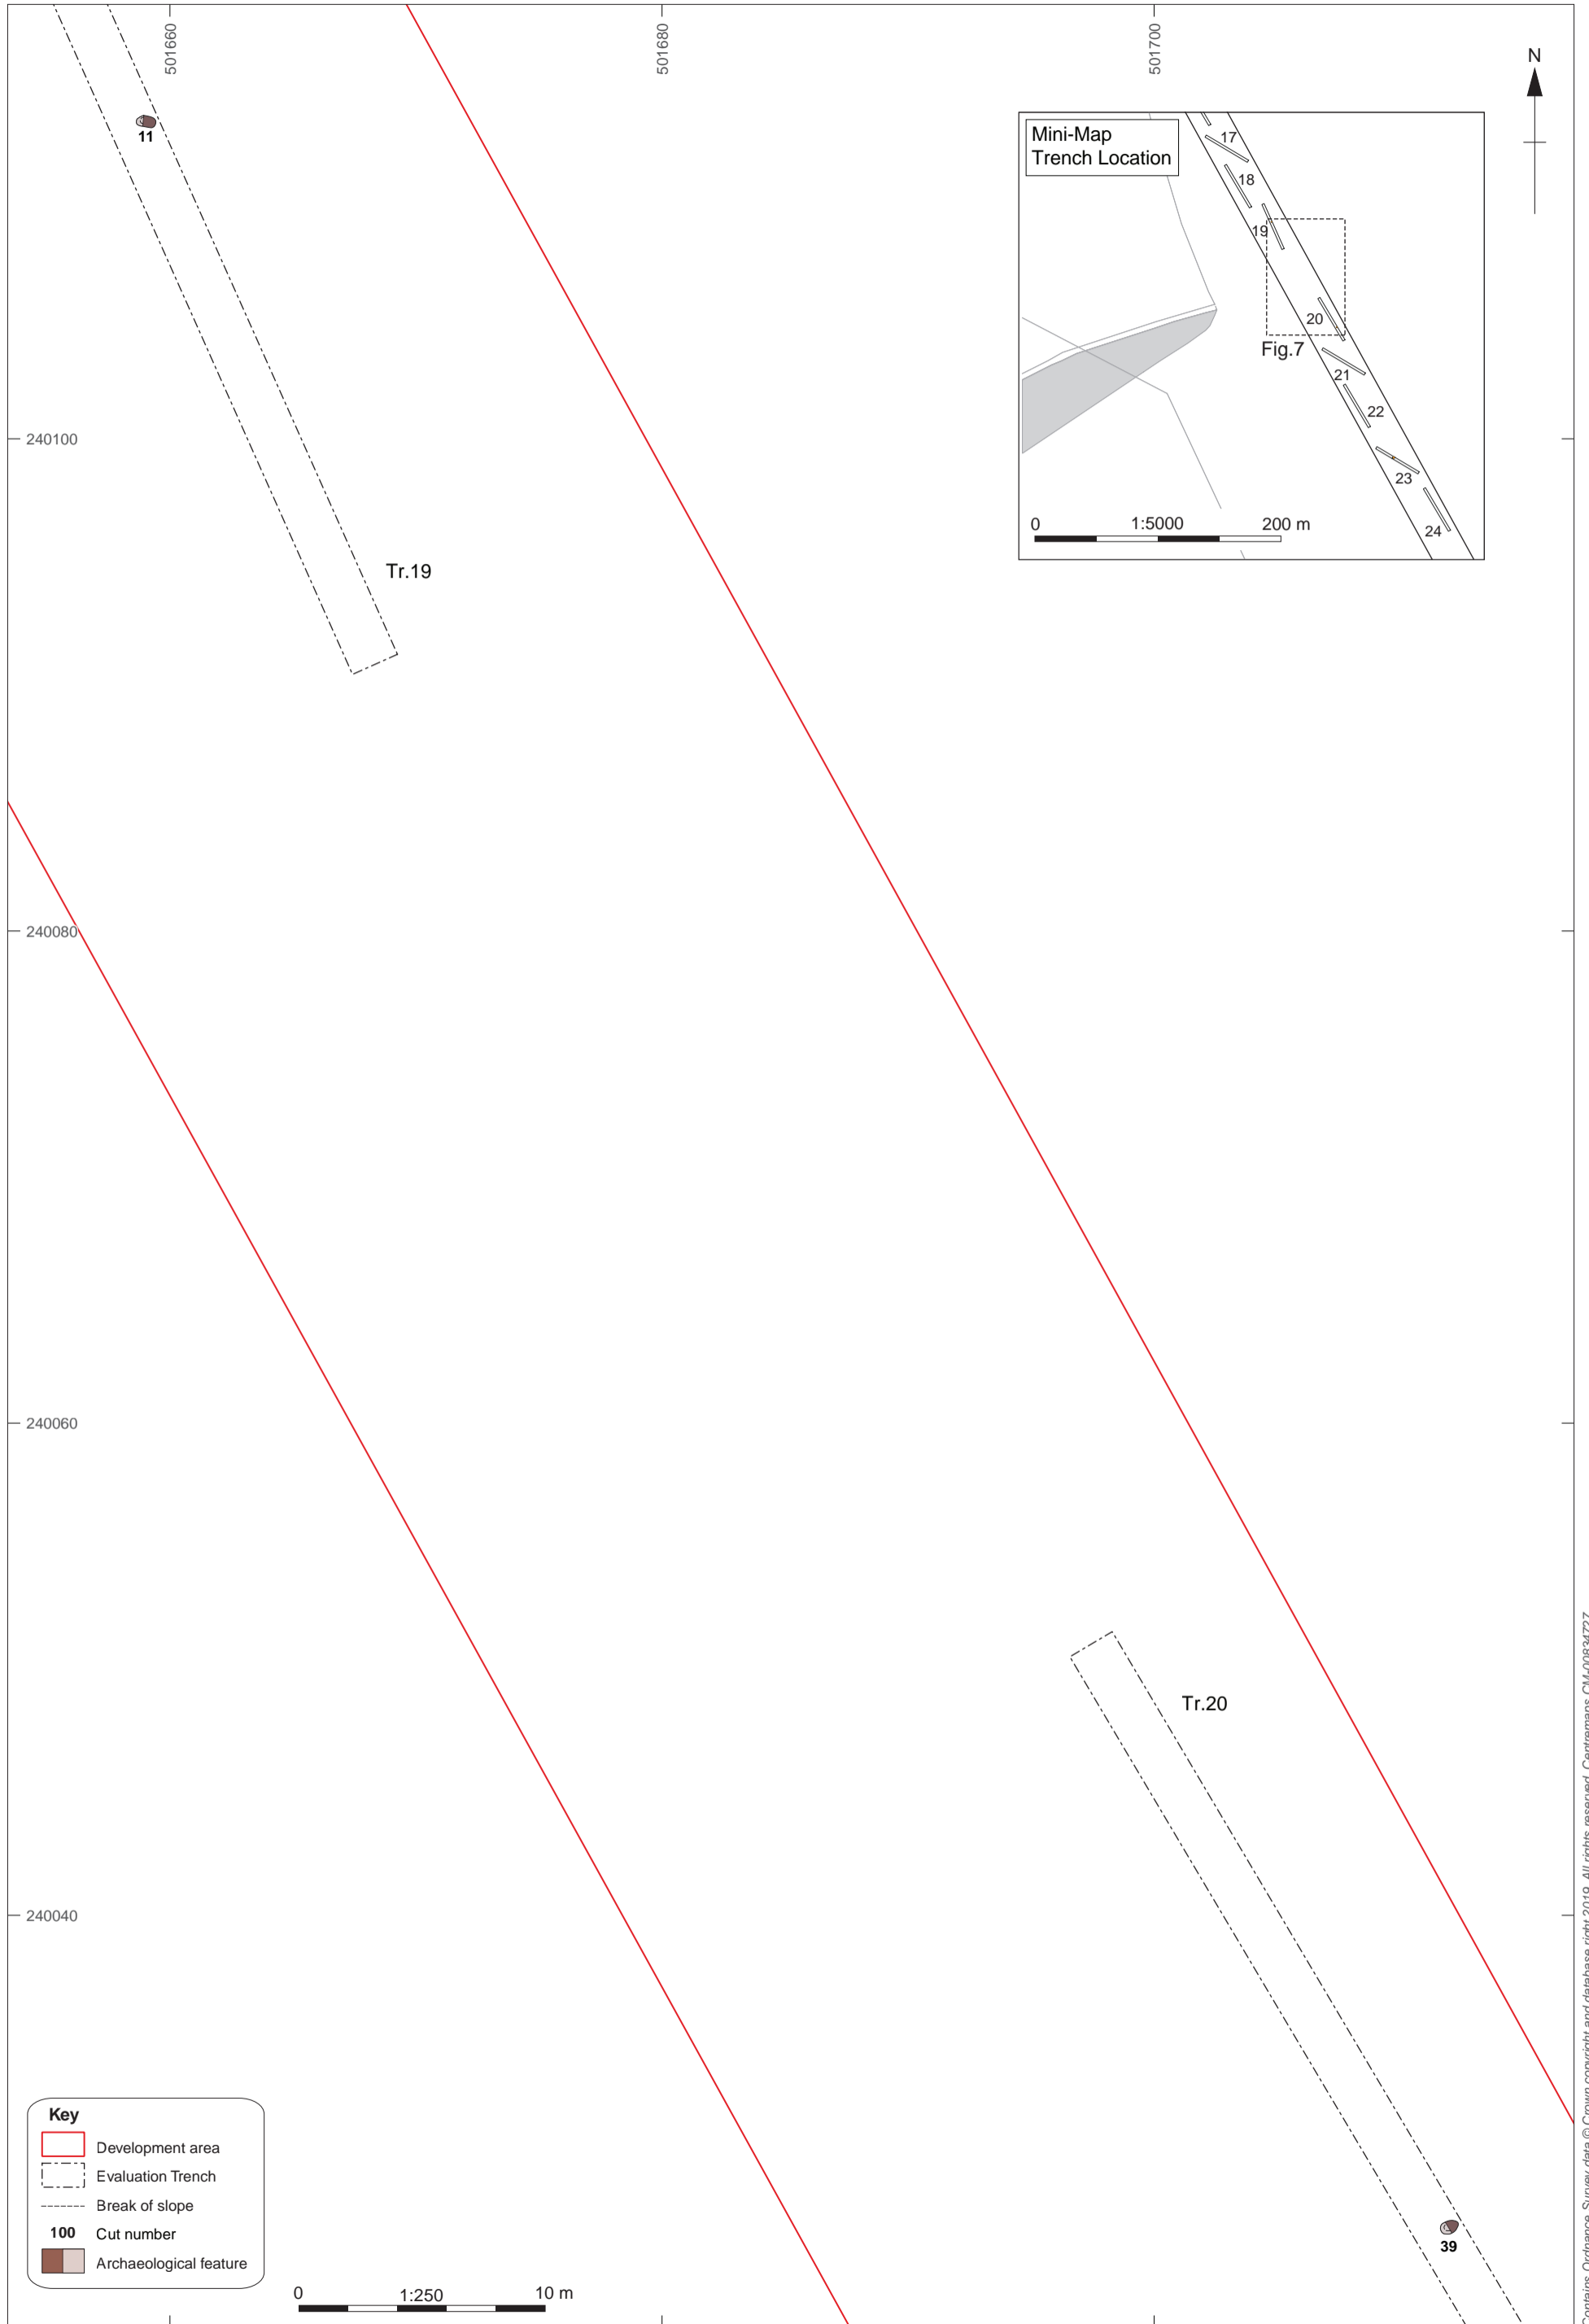 501660
501680
501700
N
11
Mini-Map
Trench Location
17
18
19
20
Fig.7
21
22
23
24
0 1:5000 200 m
240100
Tr.19
240080
240060
Tr.20
240040
39
Key
Development area
Evaluation Trench
Break of slope
100 Cut number
Archaeological feature
0 1:250 10 m
Contains Ordnance Survey data © Crown copyright and database right 2019. All rights reserved. Centremaps CM-00834727